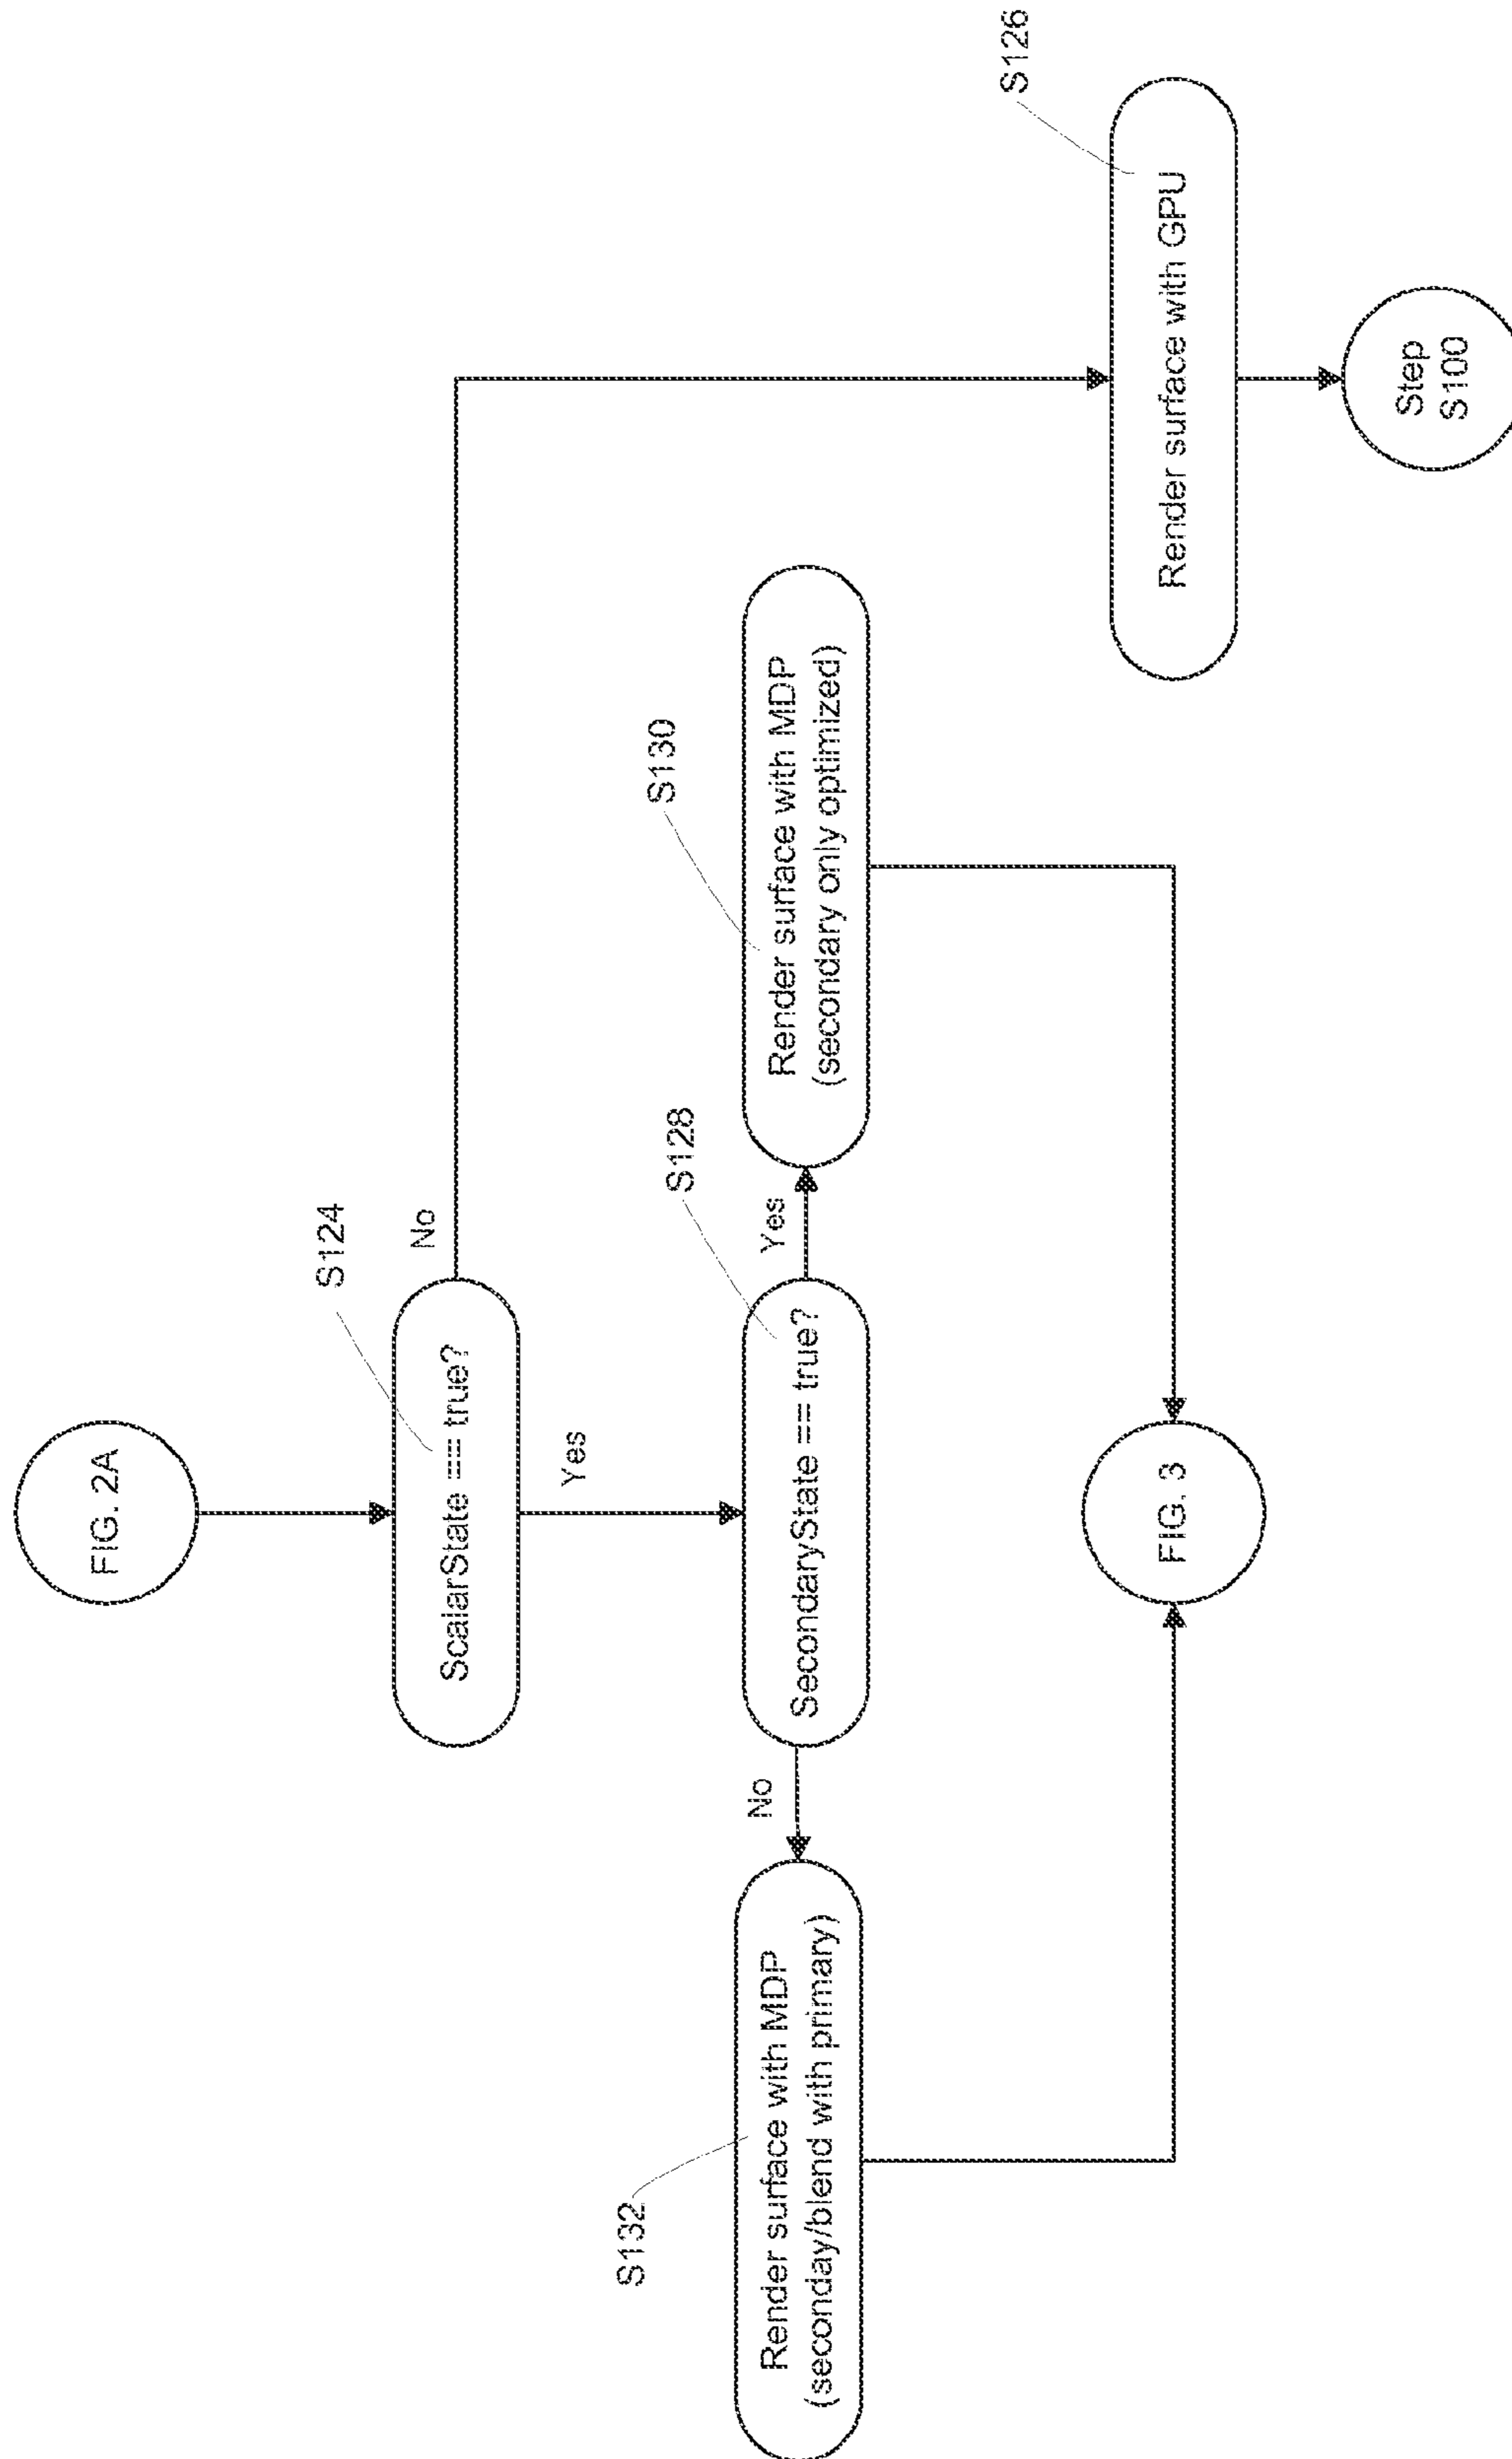 FIG. 2A
S124
ScalarState == true?
No
Yes
S128
SecondaryState == true?
No
Yes
S132
Render surface with MDP
(seconday/blend with primary)
S130
Render surface with MDP
(secondary only optimized)
FIG. 3
S126
Render surface with GPU
Step
S100